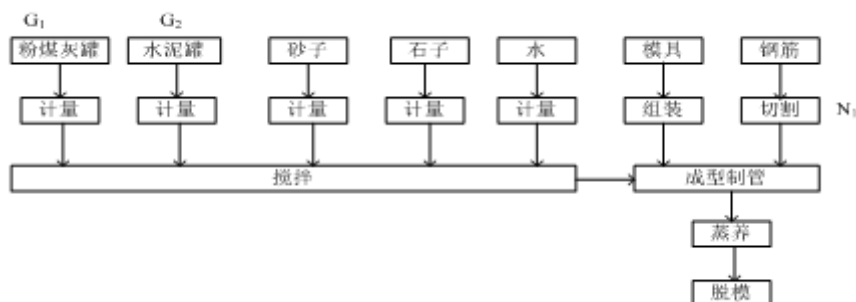 G₁ G₂
粉煤灰罐 水泥罐 砂子 石子 水 模具 钢筋
计量 计量 计量 计量 计量 组装 切割 N₁
搅拌 成型制管
蒸养
脱模